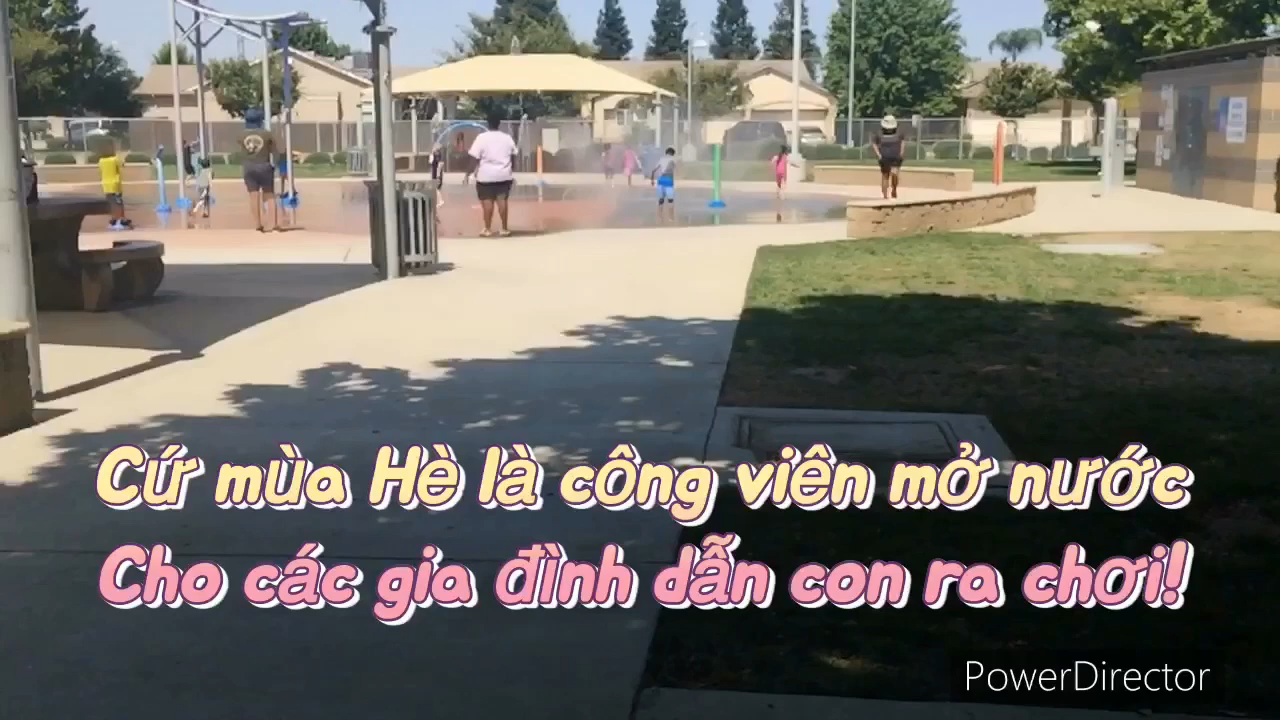 Cứ mùa Hè là công viên mở nước
Cho các gia đình dẫn con ra chơi!
PowerDirector